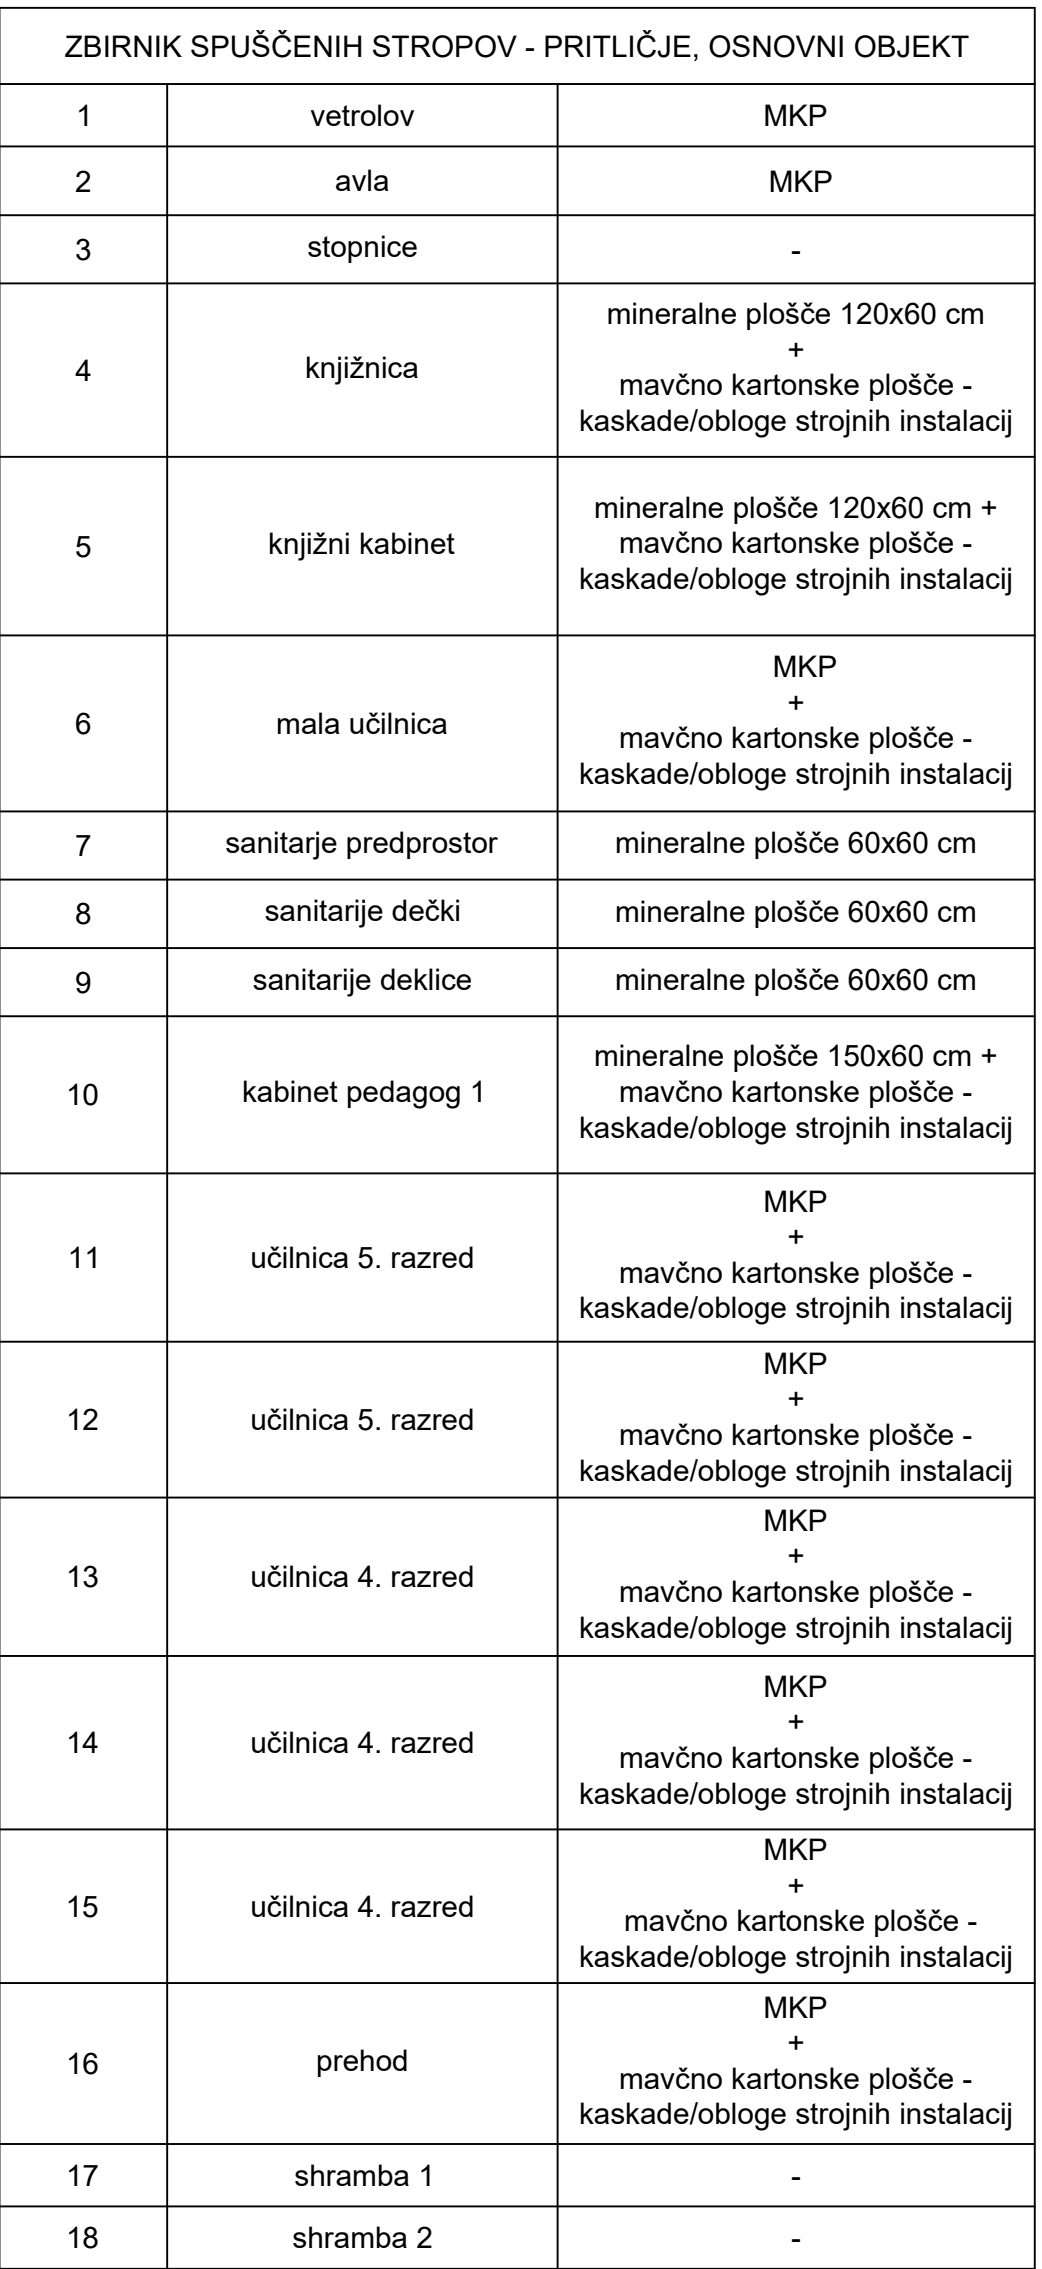 ZBIRNIK SPUŠČENIH STROPOV - PRITLIČJE, OSNOVNI OBJEKT
1 vetrolov MKP
2 avla MKP
3 stopnice -
4 knjižnica mineralne plošče 120x60 cm
+
mavčno kartonske plošče -
kaskade/obloge strojnih instalacij
5 knjižni kabinet mineralne plošče 120x60 cm +
mavčno kartonske plošče -
kaskade/obloge strojnih instalacij
6 mala učilnica MKP
+
mavčno kartonske plošče -
kaskade/obloge strojnih instalacij
7 sanitarje predprostor mineralne plošče 60x60 cm
8 sanitarije dečki mineralne plošče 60x60 cm
9 sanitarije deklice mineralne plošče 60x60 cm
10 kabinet pedagog 1 mineralne plošče 150x60 cm +
mavčno kartonske plošče -
kaskade/obloge strojnih instalacij
11 učilnica 5. razred MKP
+
mavčno kartonske plošče -
kaskade/obloge strojnih instalacij
12 učilnica 5. razred MKP
+
mavčno kartonske plošče -
kaskade/obloge strojnih instalacij
13 učilnica 4. razred MKP
+
mavčno kartonske plošče -
kaskade/obloge strojnih instalacij
14 učilnica 4. razred MKP
+
mavčno kartonske plošče -
kaskade/obloge strojnih instalacij
15 učilnica 4. razred MKP
+
mavčno kartonske plošče -
kaskade/obloge strojnih instalacij
16 prehod MKP
+
mavčno kartonske plošče -
kaskade/obloge strojnih instalacij
17 shramba 1 -
18 shramba 2 -